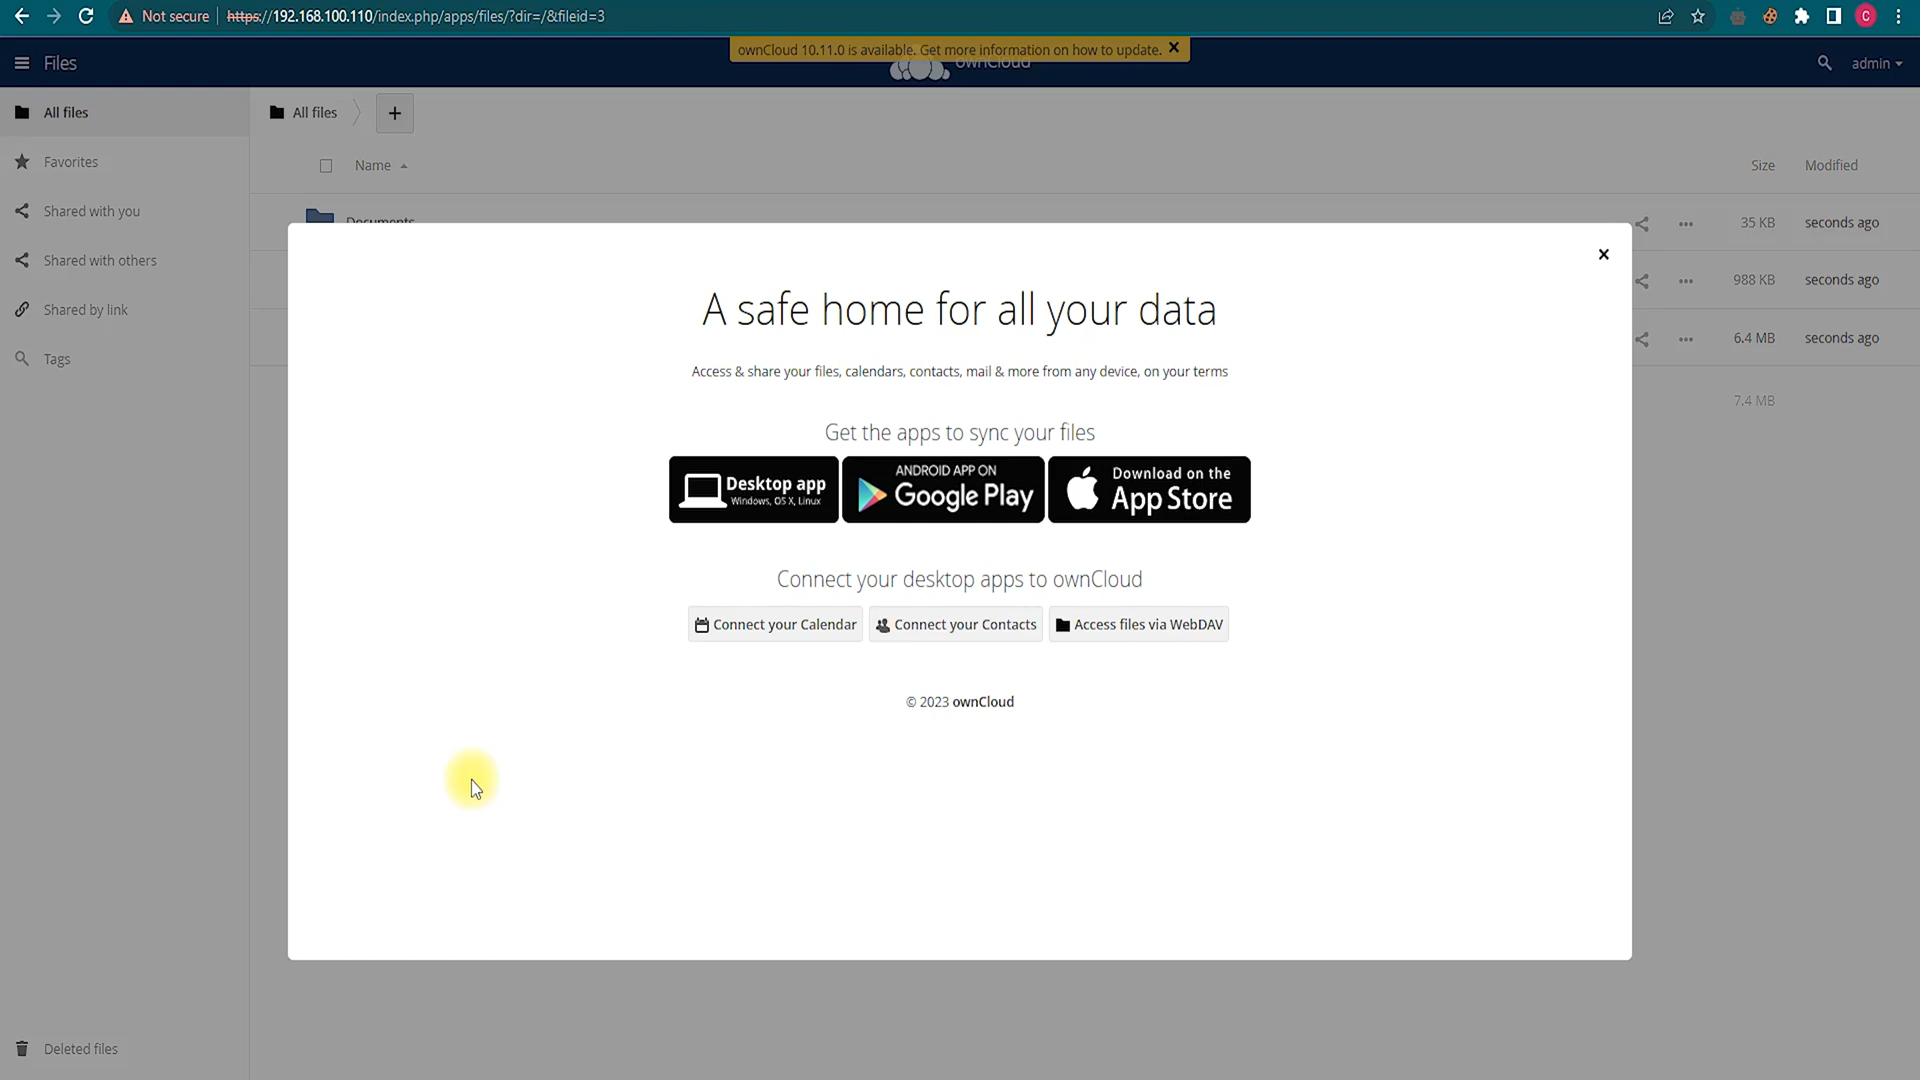 Not secure https://192.168.100.110/index.php/apps/files/?dir=/&fileid=3
C
ownCloud 10.11.0 is available. Get more information on how to update. ×
Files
ownCloud
admin
All files
All files
+
Favorites
Name
Size
Modified
Shared with you
Documents
35 KB
seconds ago
Shared with others
988 KB
seconds ago
Shared by link
6.4 MB
seconds ago
Tags
7.4 MB
×
A safe home for all your data
Access & share your files, calendars, contacts, mail & more from any device, on your terms
Get the apps to sync your files
Desktop app
Windows, OS X, Linux
ANDROID APP ON
Google Play
Download on the
App Store
Connect your desktop apps to ownCloud
Connect your Calendar
Connect your Contacts
Access files via WebDAV
© 2023 ownCloud
Deleted files